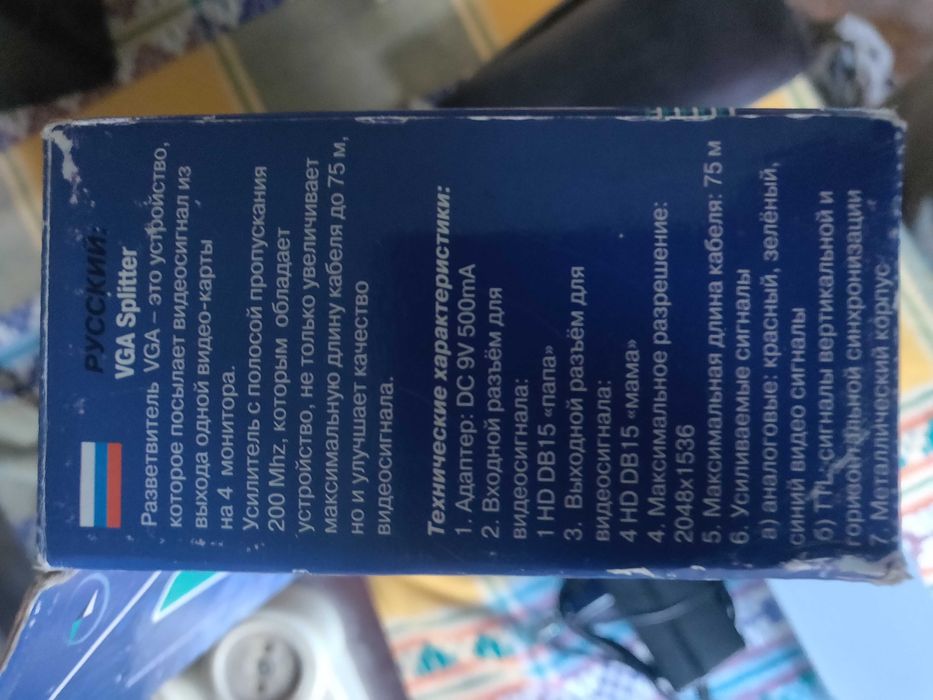 РУССКИЙ:
VGA Splitter
Разветвитель VGA – это устройство,
которое посылает видеосигнал из
выхода одной видео-карты
на 4 монитора.
Усилитель с полосой пропускания
200 Mhz, которым обладает
устройство, не только увеличивает
максимальную длину кабеля до 75 м,
но и улучшает качество
видеосигнала.
Технические характеристики:
1. Адаптер: DC 9V 500mA
2. Входной разъём для
видеосигнала:
1 HD DB15 «папа»
3. Выходной разъём для
видеосигнала:
4 HD DB15 «мама»
4. Максимальное разрешение:
2048x1536
5. Максимальная длина кабеля: 75 м
6. Усиливаемые сигналы
а) аналоговые: красный, зелёный,
синий видео сигналы
б) TTL: сигналы вертикальной и
горизонтальной синхронизации
7 Металлический корпус